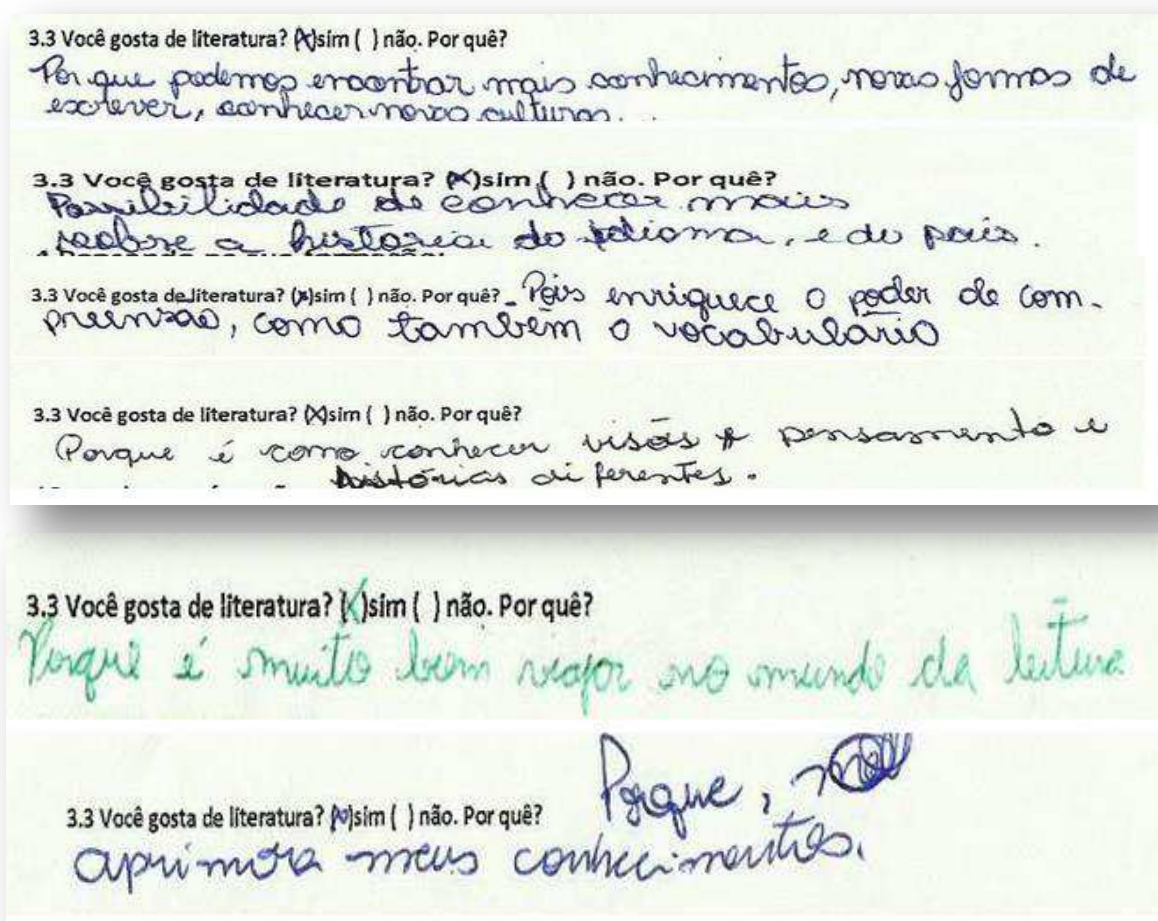 3.3 Você gosta de literatura? (X)sim ( ) não. Por quê?
Por que podemos encontrar mais conhecimentos, novas formas de
escrever, conhecer novas culturas.
3.3 Você gosta de literatura? (X)sim ( ) não. Por quê?
Possibilidade de conhecer mais
sobre a historia do idioma, e do país.
3.3 Você gosta de literatura? (x)sim ( ) não. Por quê? Pois enriquece o poder de com-
preensão, como também o vocabulário
3.3 Você gosta de literatura? (X)sim ( ) não. Por quê?
Porque é como conhecer visões pensamento e
histórias diferentes.
3.3 Você gosta de literatura? (X)sim ( ) não. Por quê?
Porque é muito bom viajar no mundo da leitura
Porque,
3.3 Você gosta de literatura? (x)sim ( ) não. Por quê?
aprimora meus conhecimentos.